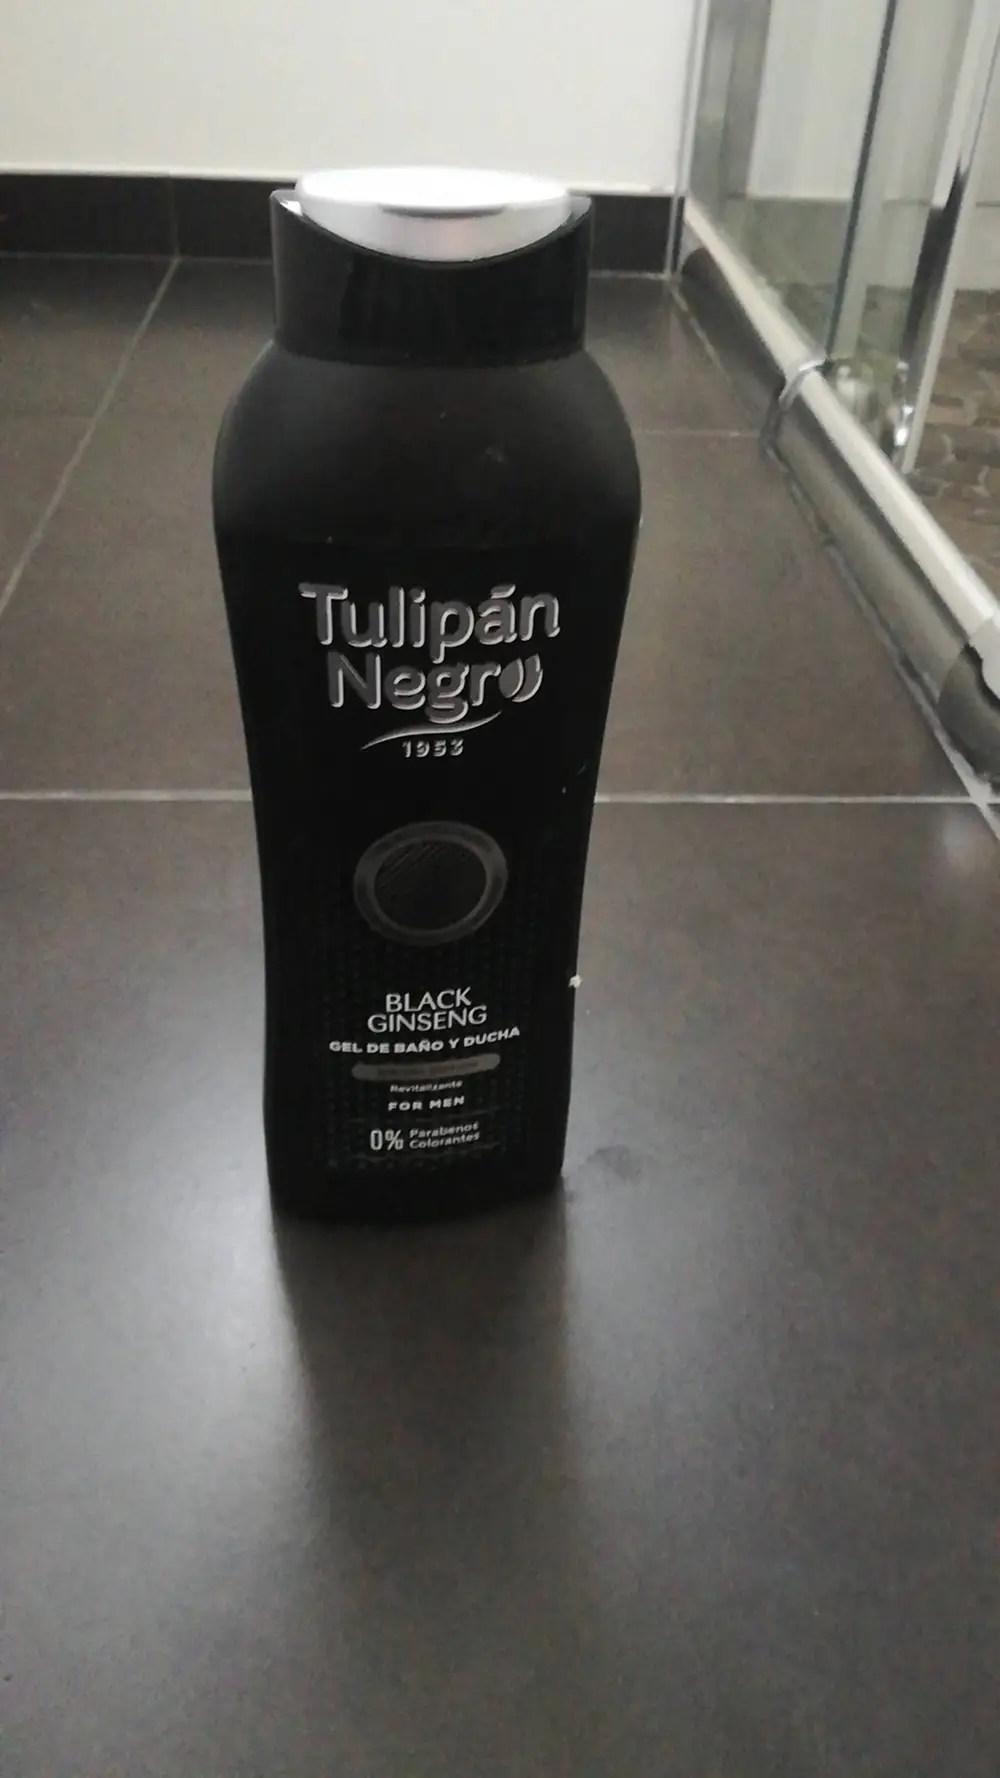 Tulipán
Negro
1953
BLACK
GINSENG
GEL DE BAÑO Y DUCHA
Revitalizante
FOR MEN
0% Parabenos
Colorantes